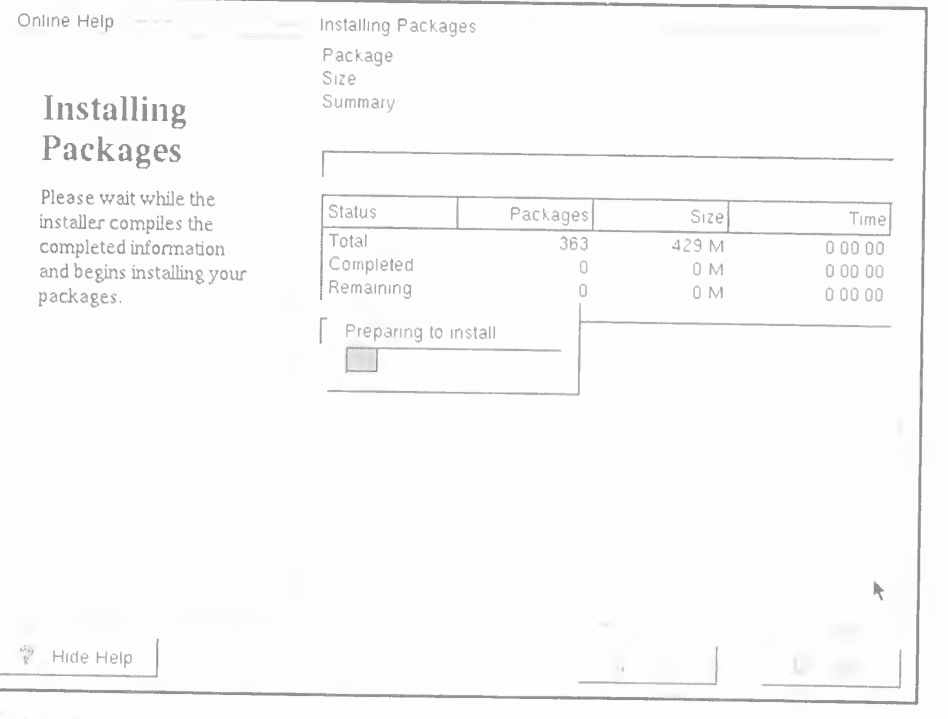 Online Help
Installing Packages
Package
Size
Summary
Installing
Packages
Please wait while the
installer compiles the
completed information
and begins installing your
packages.
Status Packages Size Time
Total 363 429 M 0 00 00
Completed 0 0 M 0 00 00
Remaining 0 0 M 0 00 00
Preparing to install
Hide Help